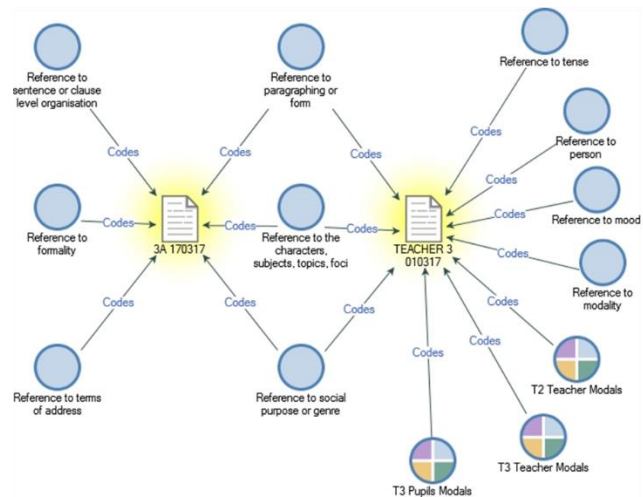 Reference to
sentence or clause
level organisation
Reference to
paragraphing or
form
Reference to tense
Codes
Codes
Codes
Codes
Reference to
person
Codes
Codes
Reference to
formality
Codes
3A 170317
Codes
Reference to the
characters,
subjects, topics, foci
Codes
TEACHER 3
010317
Codes
Reference to mood
Codes
Reference to
modality
Codes
Codes
Codes
Codes
Codes
Codes
Reference to terms
of address
Reference to social
purpose or genre
T2 Teacher Modals
T3 Teacher Modals
T3 Pupils Modals